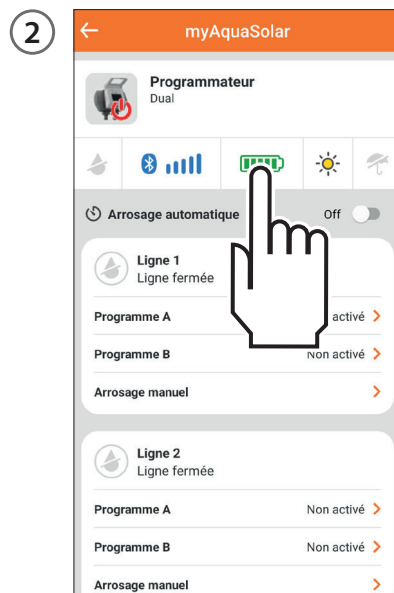 2
myAquaSolar
Programmateur
Dual
Arrosage automatique Off
Ligne 1
Ligne fermée
Programme A activé
Programme B Non activé
Arrosage manuel
Ligne 2
Ligne fermée
Programme A Non activé
Programme B Non activé
Arrosage manuel